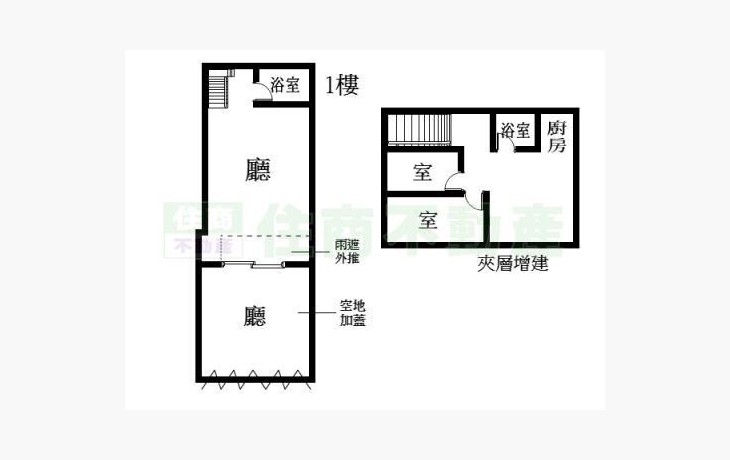 浴室
1樓
廳
雨遮
外推
廳
空地
加蓋
浴室
廚房
室
室
夾層增建
住商
不動產
住商不動產